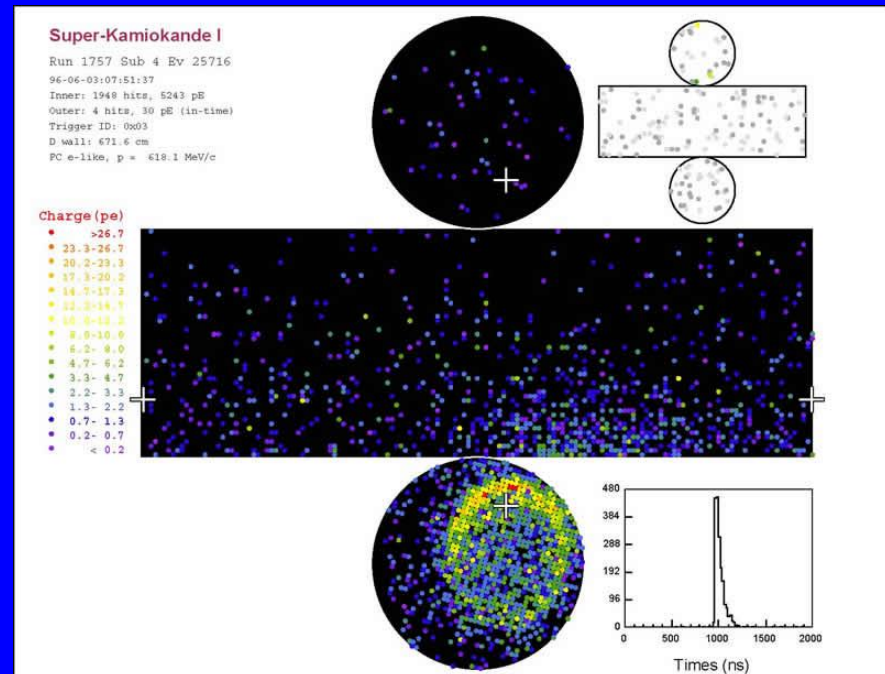 Super-Kamiokande I
Run 1757 Sub 4 Ev 25716
96-06-03:07:51:37
Inner: 1948 hits, 5243 pE
Outer: 4 hits, 30 pE (in-time)
Trigger ID: 0x03
D wall: 671.6 cm
FC e-like, p = 618.1 MeV/c
Charge(pe)
>26.7
23.3-26.7
20.2-23.3
17.3-20.2
14.7-17.3
12.2-14.7
10.0-12.2
8.0-10.0
6.2- 8.0
4.7- 6.2
3.3- 4.7
2.2- 3.3
1.3- 2.2
0.7- 1.3
0.2- 0.7
< 0.2
480
384
288
192
96
0
0 500 1000 1500 2000
Times (ns)